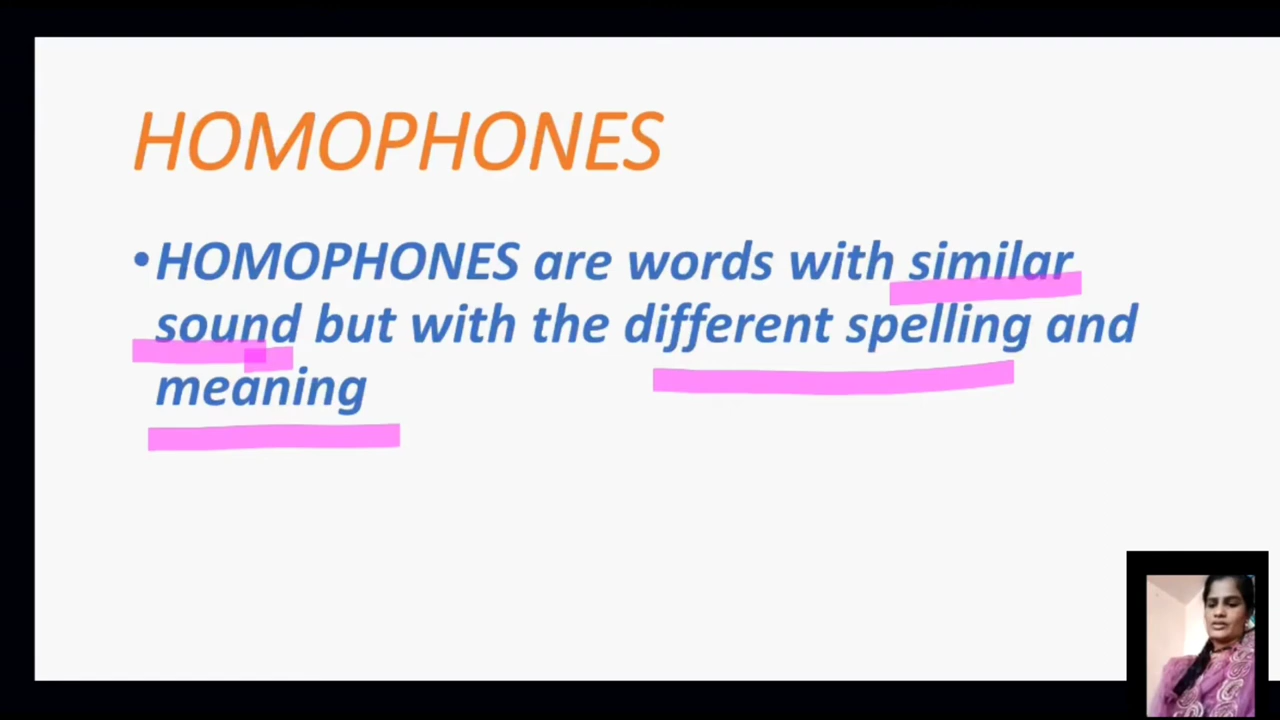 HOMOPHONES
•HOMOPHONES are words with similar
sound but with the different spelling and
meaning